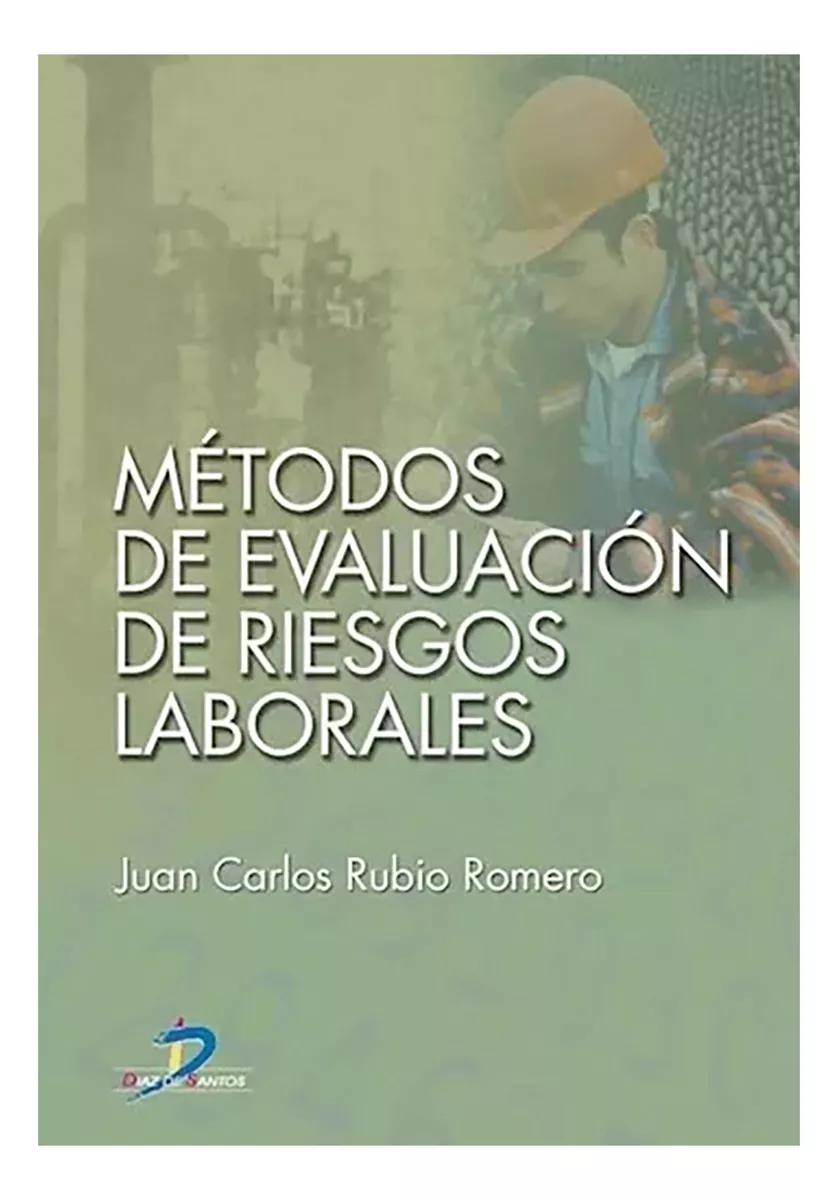 MÉTODOS
DE EVALUACIÓN
DE RIESGOS
LABORALES
Juan Carlos Rubio Romero
DIAZ DE SANTOS